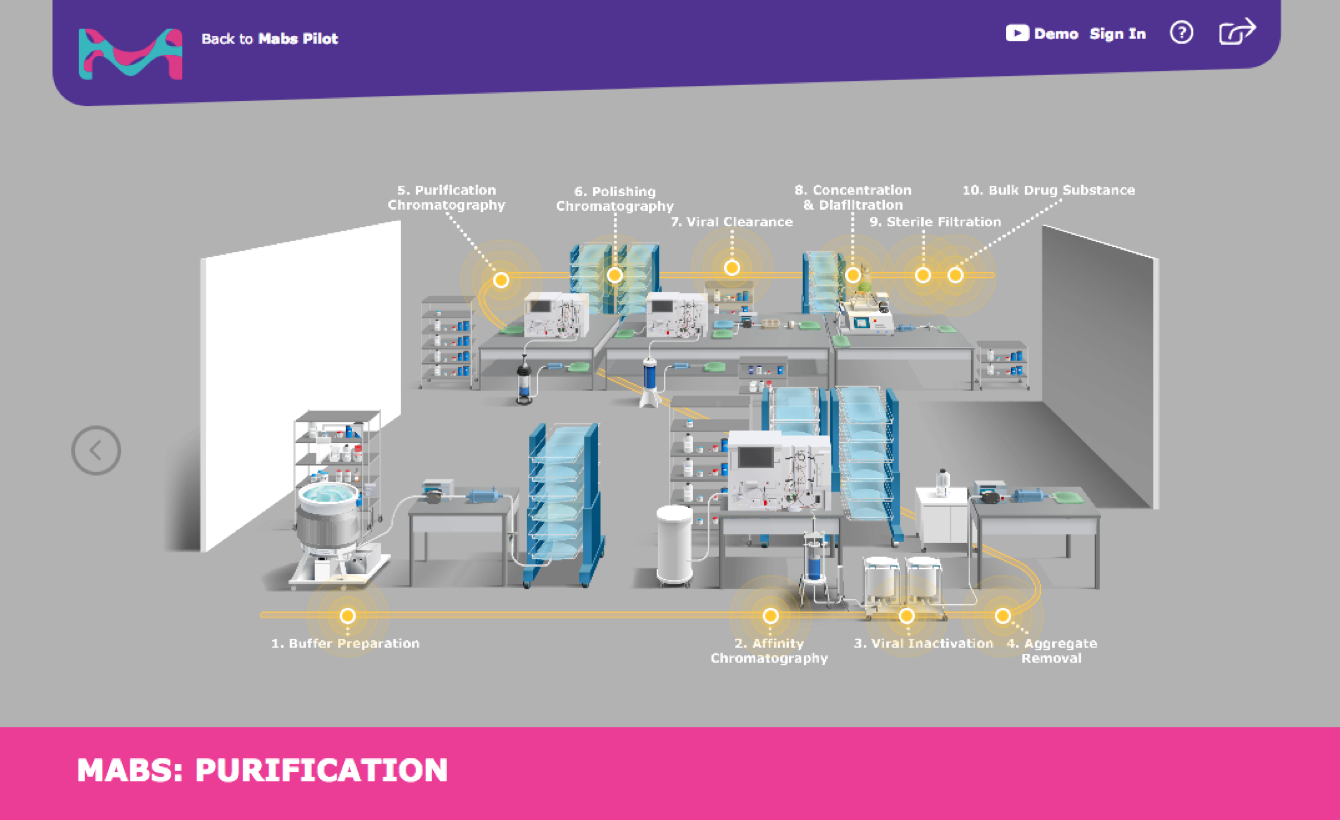 Back to Mabs Pilot
Demo Sign In ?
5. Purification
Chromatography
6. Polishing
Chromatography
7. Viral Clearance
8. Concentration
& Diafiltration
9. Sterile Filtration
10. Bulk Drug Substance
1. Buffer Preparation
2. Affinity
Chromatography
3. Viral Inactivation
4. Aggregate
Removal
MABS: PURIFICATION